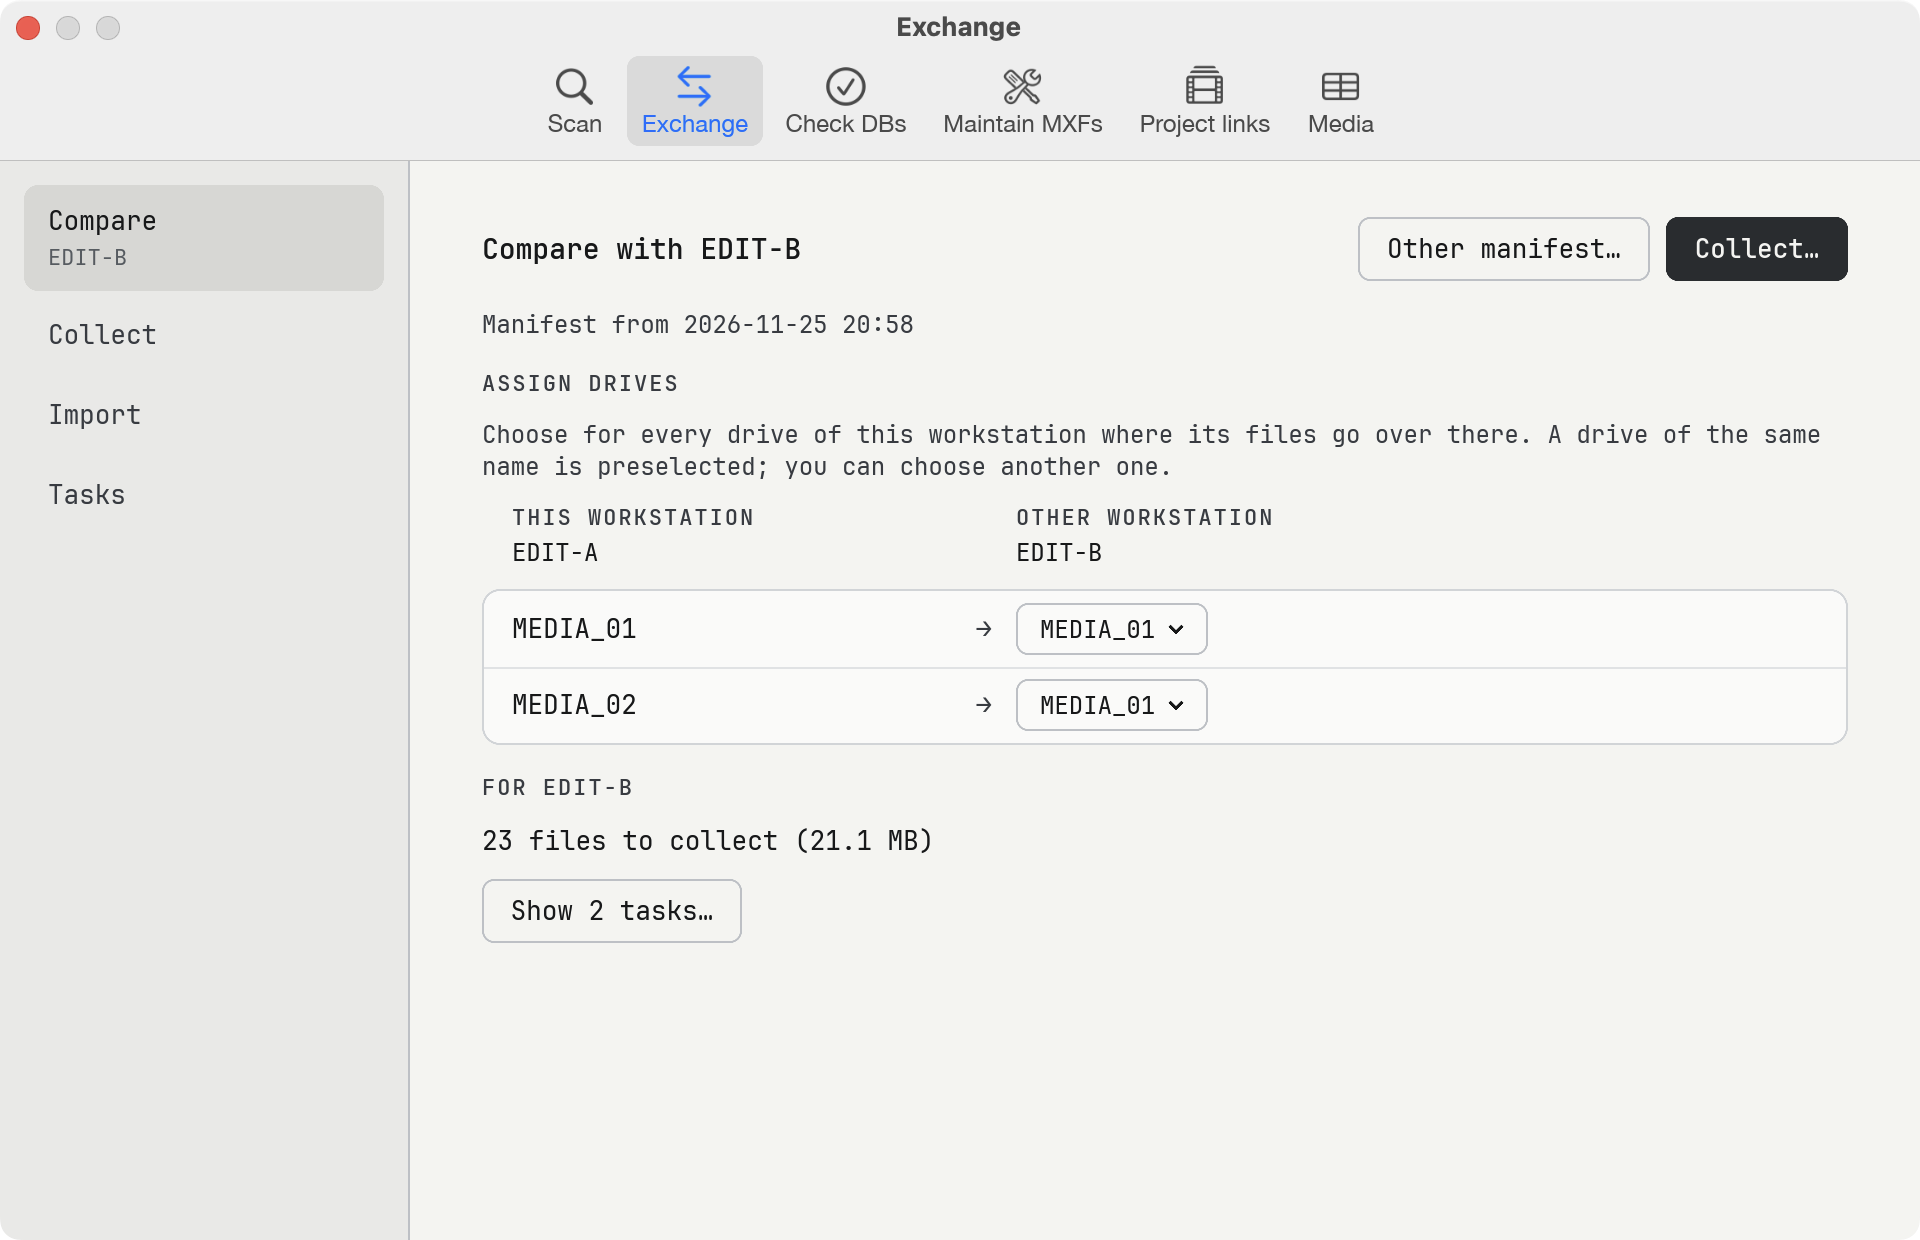 Exchange
Scan
Exchange
Check DBs
Maintain MXFs
Project links
Media
Compare
EDIT-B
Collect
Import
Tasks
Compare with EDIT-B
Other manifest…
Collect…
Manifest from 2026-11-25 20:58
ASSIGN DRIVES
Choose for every drive of this workstation where its files go over there. A drive of the same
name is preselected; you can choose another one.
THIS WORKSTATION
EDIT-A
OTHER WORKSTATION
EDIT-B
MEDIA_01 → MEDIA_01
MEDIA_02 → MEDIA_01
FOR EDIT-B
23 files to collect (21.1 MB)
Show 2 tasks…